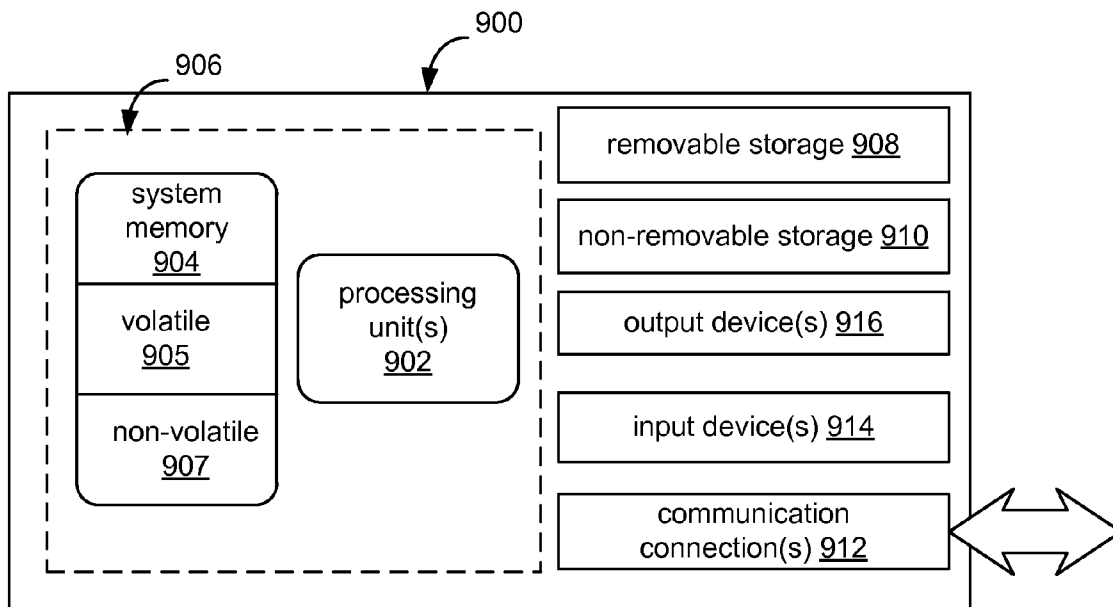 900
906
system
memory
904
volatile
905
non-volatile
907
processing
unit(s)
902
removable storage 908
non-removable storage 910
output device(s) 916
input device(s) 914
communication
connection(s) 912